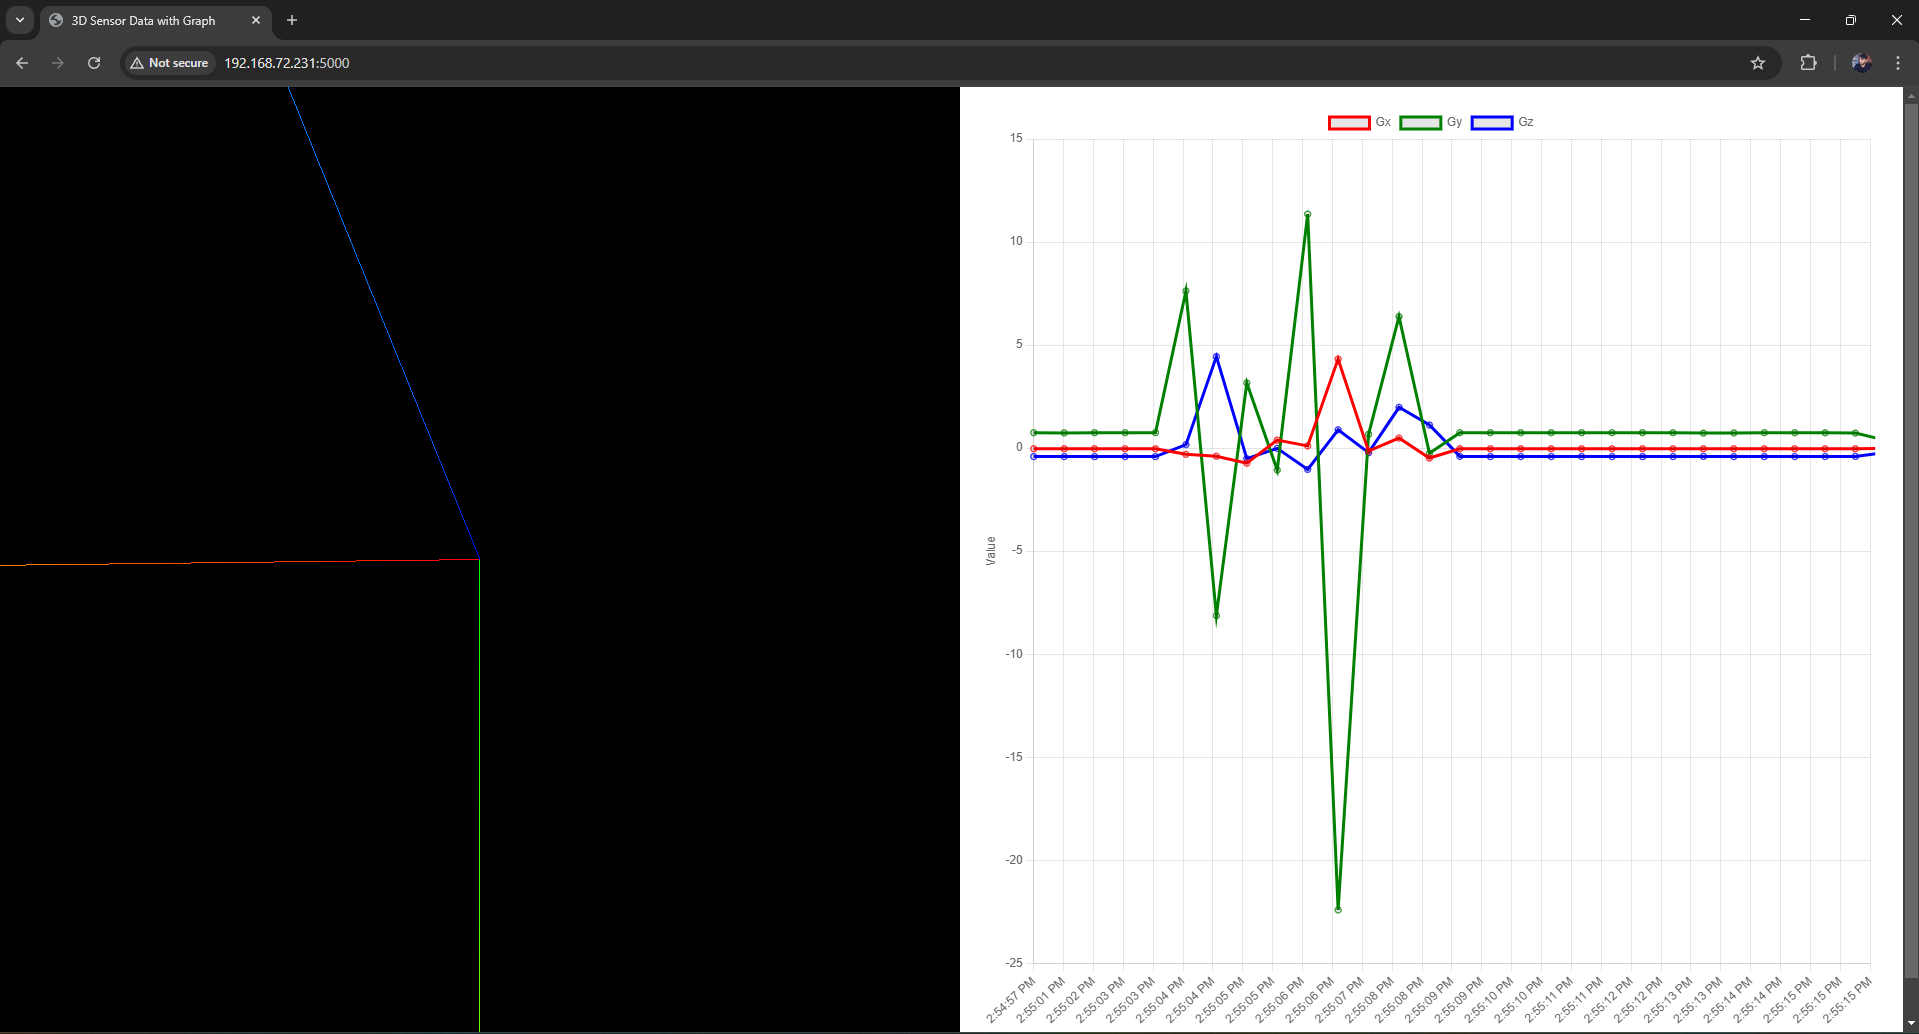 3D Sensor Data with Graph
Not secure 192.168.72.231:5000
Gx Gy Gz
15
10
5
0
-5
-10
-15
-20
-25
Value
2:54:57 PM
2:55:01 PM
2:55:02 PM
2:55:03 PM
2:55:03 PM
2:55:04 PM
2:55:04 PM
2:55:05 PM
2:55:05 PM
2:55:06 PM
2:55:06 PM
2:55:07 PM
2:55:08 PM
2:55:08 PM
2:55:09 PM
2:55:09 PM
2:55:10 PM
2:55:10 PM
2:55:11 PM
2:55:11 PM
2:55:12 PM
2:55:12 PM
2:55:13 PM
2:55:13 PM
2:55:14 PM
2:55:14 PM
2:55:15 PM
2:55:15 PM
2:55:15 PM